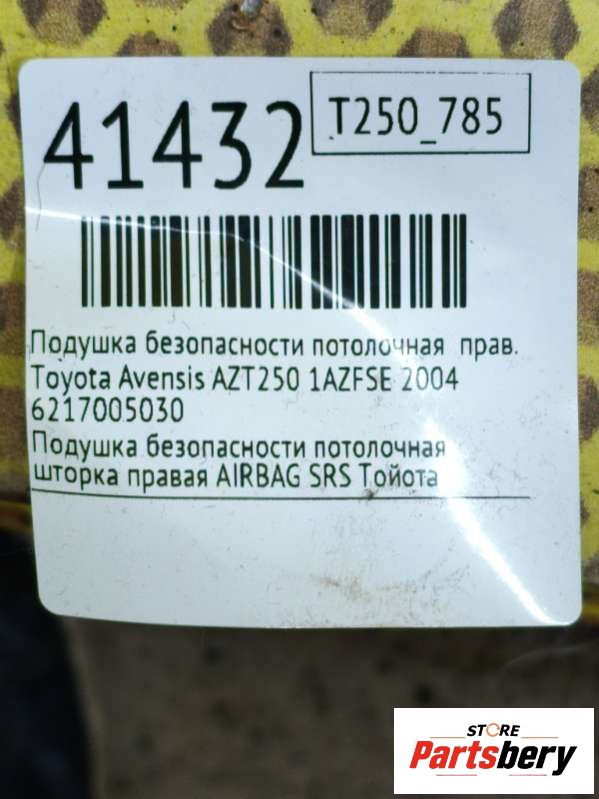 41432
T250_785
Подушка безопасности потолочная прав.
Toyota Avensis AZT250 1AZFSE 2004
6217005030
Подушка безопасности потолочная
шторка правая AIRBAG SRS Тойота
STORE
Partsbery